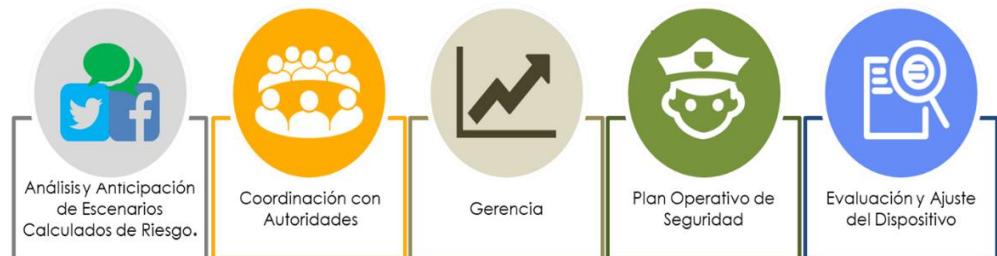 Análisis y Anticipación
de Escenarios
Calculados de Riesgo.
Coordinación con
Autoridades
Gerencia
Plan Operativo de
Seguridad
Evaluación y Ajuste
del Dispositivo